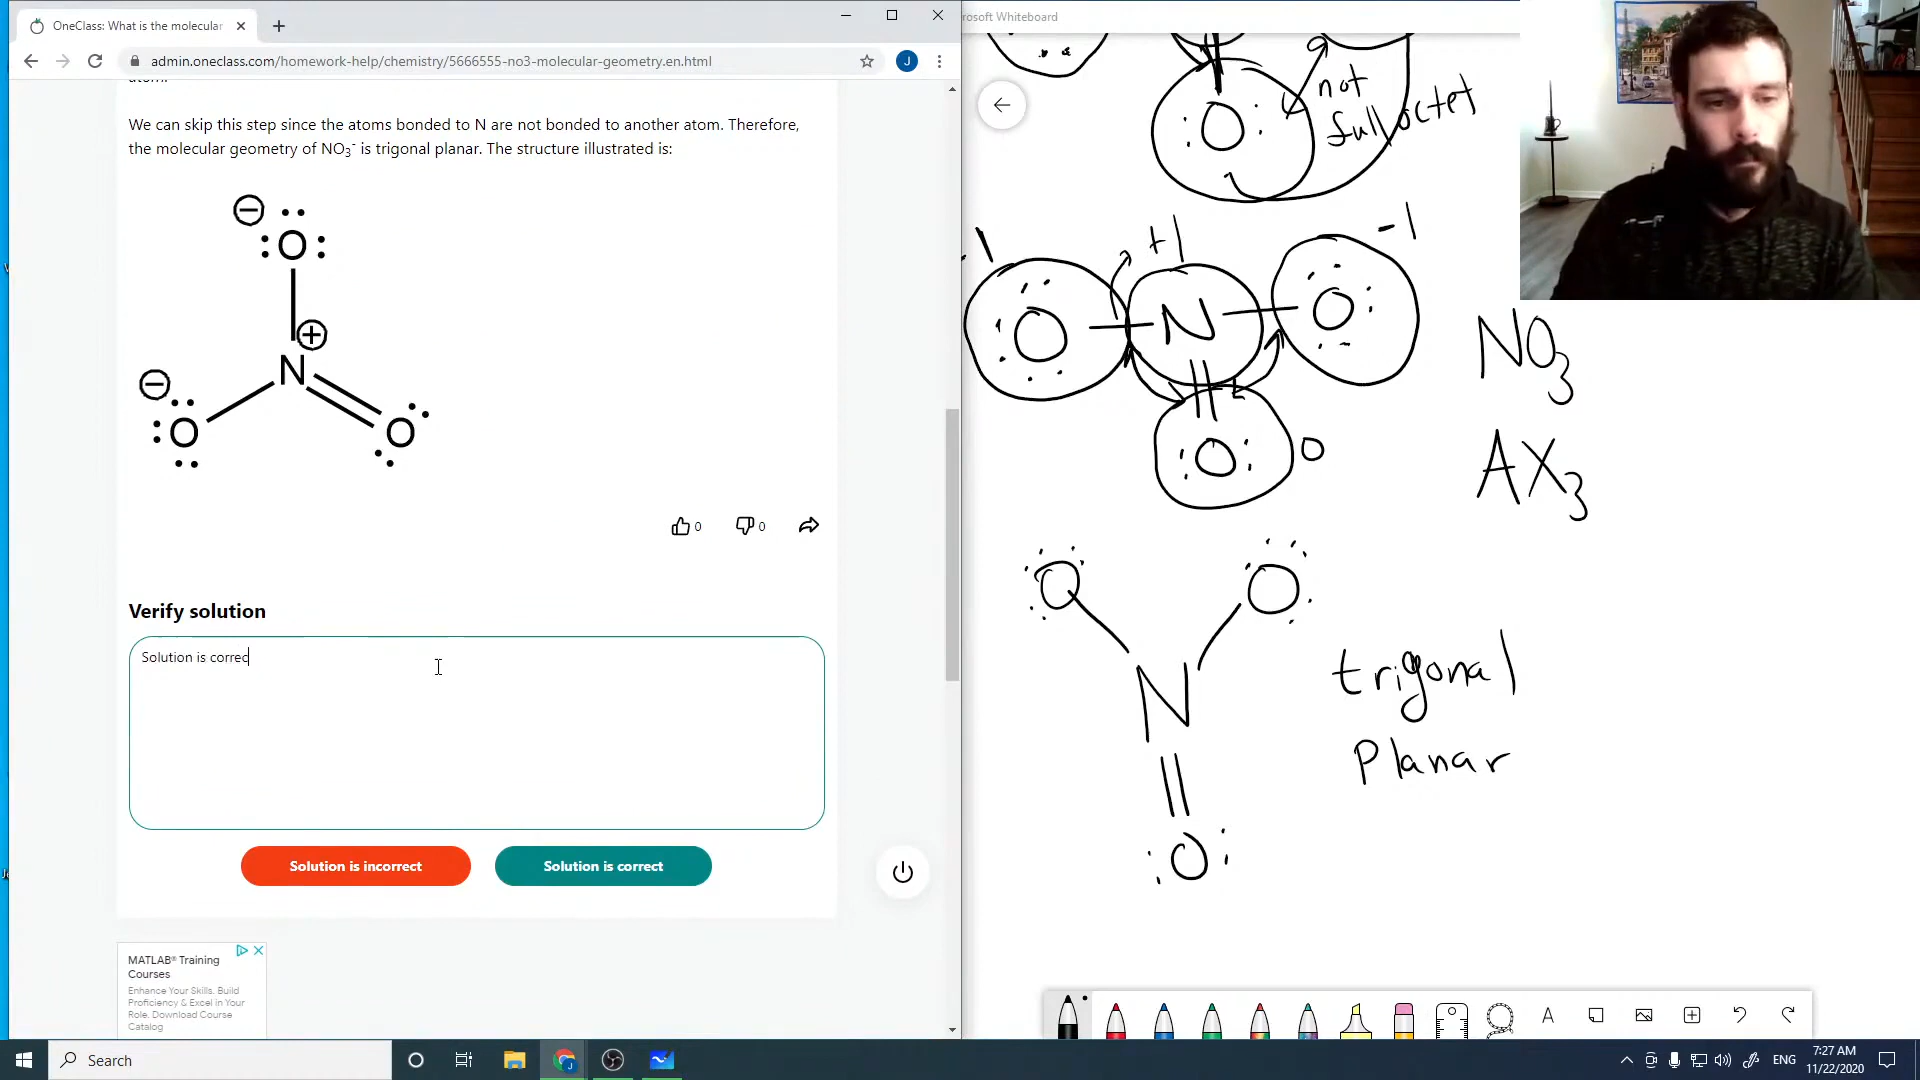 OneClass: What is the molecular
admin.oneclass.com/homework-help/chemistry/5666555-no3-molecular-geometry.en.html
J
atom.
We can skip this step since the atoms bonded to N are not bonded to another atom. Therefore,
the molecular geometry of NO3- is trigonal planar. The structure illustrated is:
O
N
O
O
0
0
Verify solution
Solution is correc
Solution is incorrect
Solution is correct
MATLAB® Training
Courses
Enhance Your Skills. Build
Proficiency & Excel in Your
Role. Download Course
Catalog
rosoft Whiteboard
O
not
full octet
-1
+1
-1
O
N
O
O
0
NO3
AX3
O
O
N
O
trigonal
Planar
A
Search
ENG
7:27 AM
11/22/2020